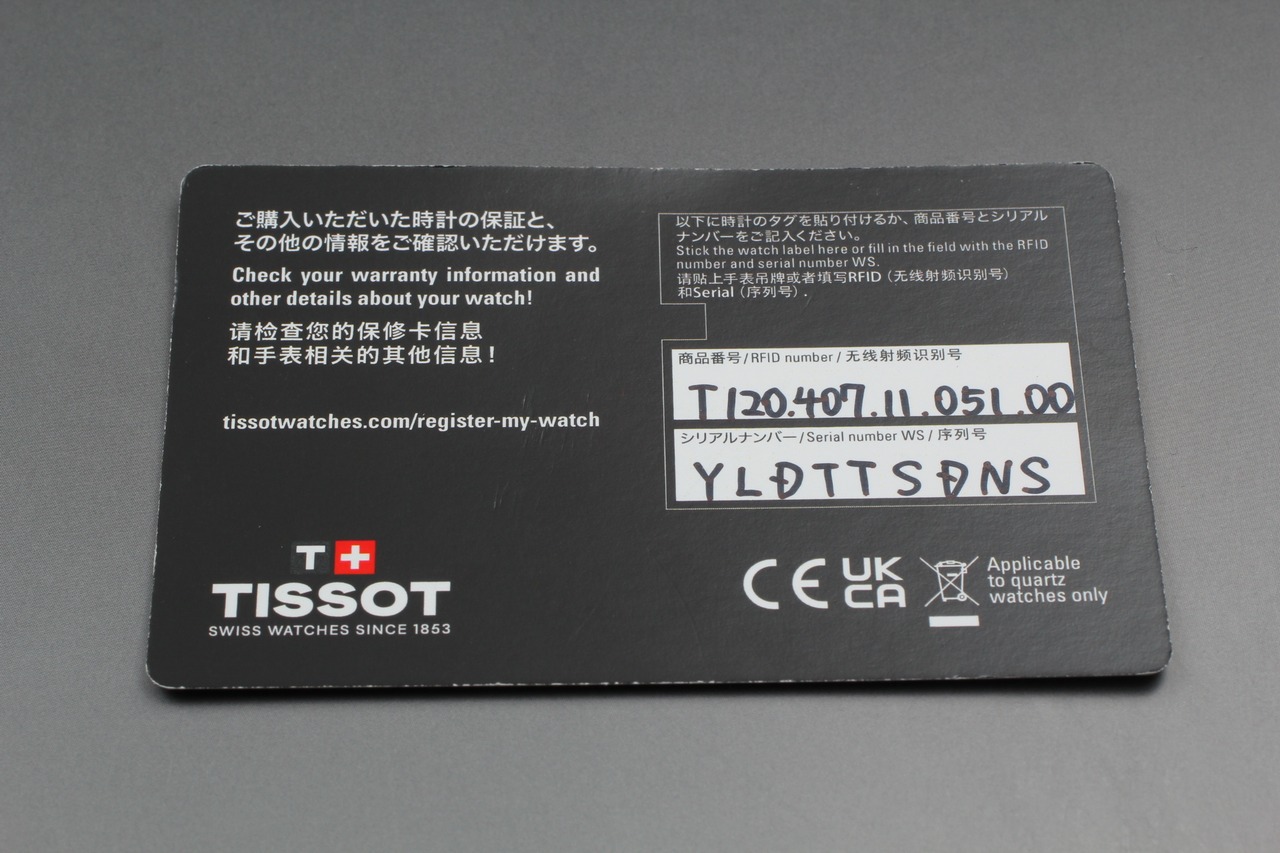 ご購入いただいた時計の保証と、
その他の情報をご確認いただけます。
Check your warranty information and
other details about your watch!
请检查您的保修卡信息
和手表相关的其他信息！
tissotwatches.com/register-my-watch
T+
TISSOT
SWISS WATCHES SINCE 1853
以下に時計のタグを貼り付けるか、商品番号とシリアル
ナンバーをご記入ください。
Stick the watch label here or fill in the field with the RFID
number and serial number WS.
请贴上手表吊牌或者填写RFID（无线射频识别号）
和Serial（序列号）.
商品番号/RFID number/无线射频识别号
T120.407.11.051.00
シリアルナンバー/Serial number WS/序列号
YLDTTSDNS
CE UK CA
Applicable
to quartz
watches only